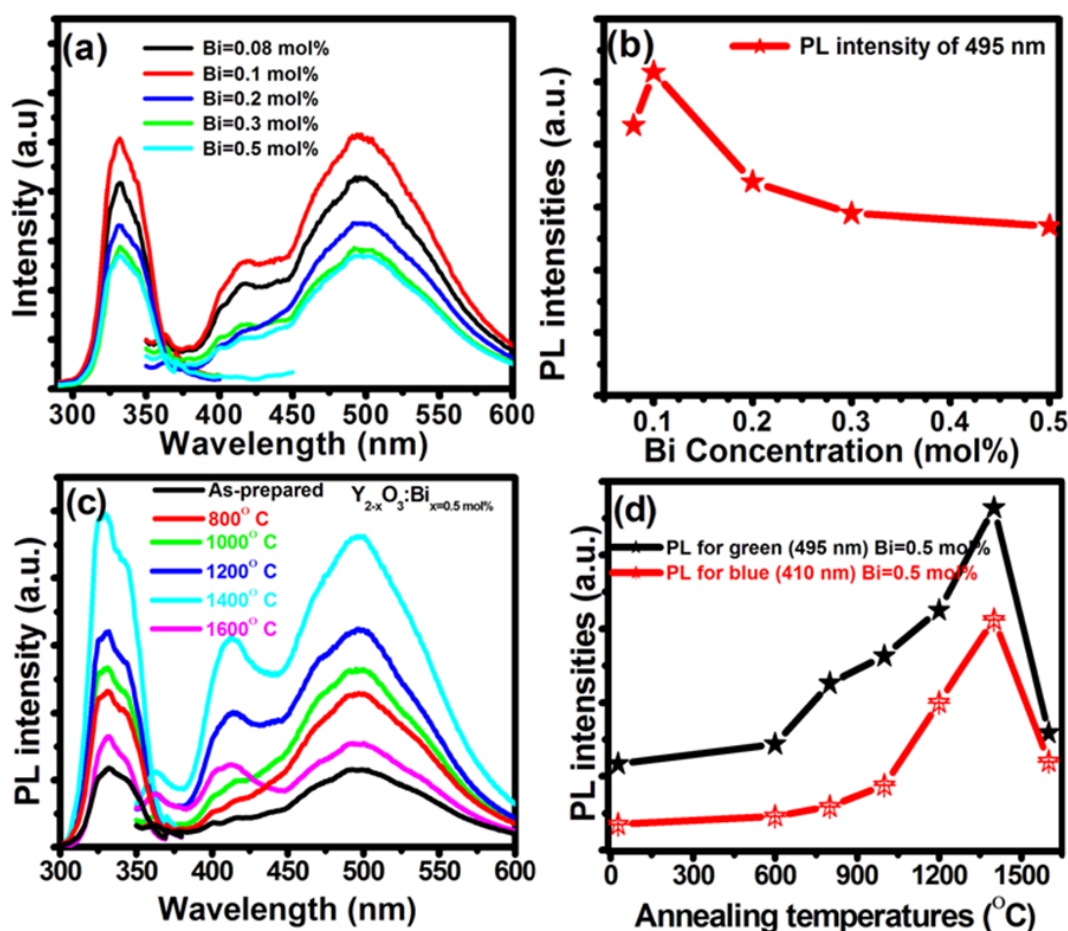 (a)
Bi=0.08 mol%
Bi=0.1 mol%
Bi=0.2 mol%
Bi=0.3 mol%
Bi=0.5 mol%
Intensity (a.u)
300 350 400 450 500 550 600
Wavelength (nm)
(b)
PL intensity of 495 nm
PL intensities (a.u.)
0.1 0.2 0.3 0.4 0.5
Bi Concentration (mol%)
(c)
As-prepared
800° C
1000° C
1200° C
1400° C
1600° C
Y2-xO3:Bix=0.5 mol%
PL intensity (a.u.)
300 350 400 450 500 550 600
Wavelength (nm)
(d)
PL for green (495 nm) Bi=0.5 mol%
PL for blue (410 nm) Bi=0.5 mol%
PL intensities (a.u.)
0 300 600 900 1200 1500
Annealing temperatures (°C)